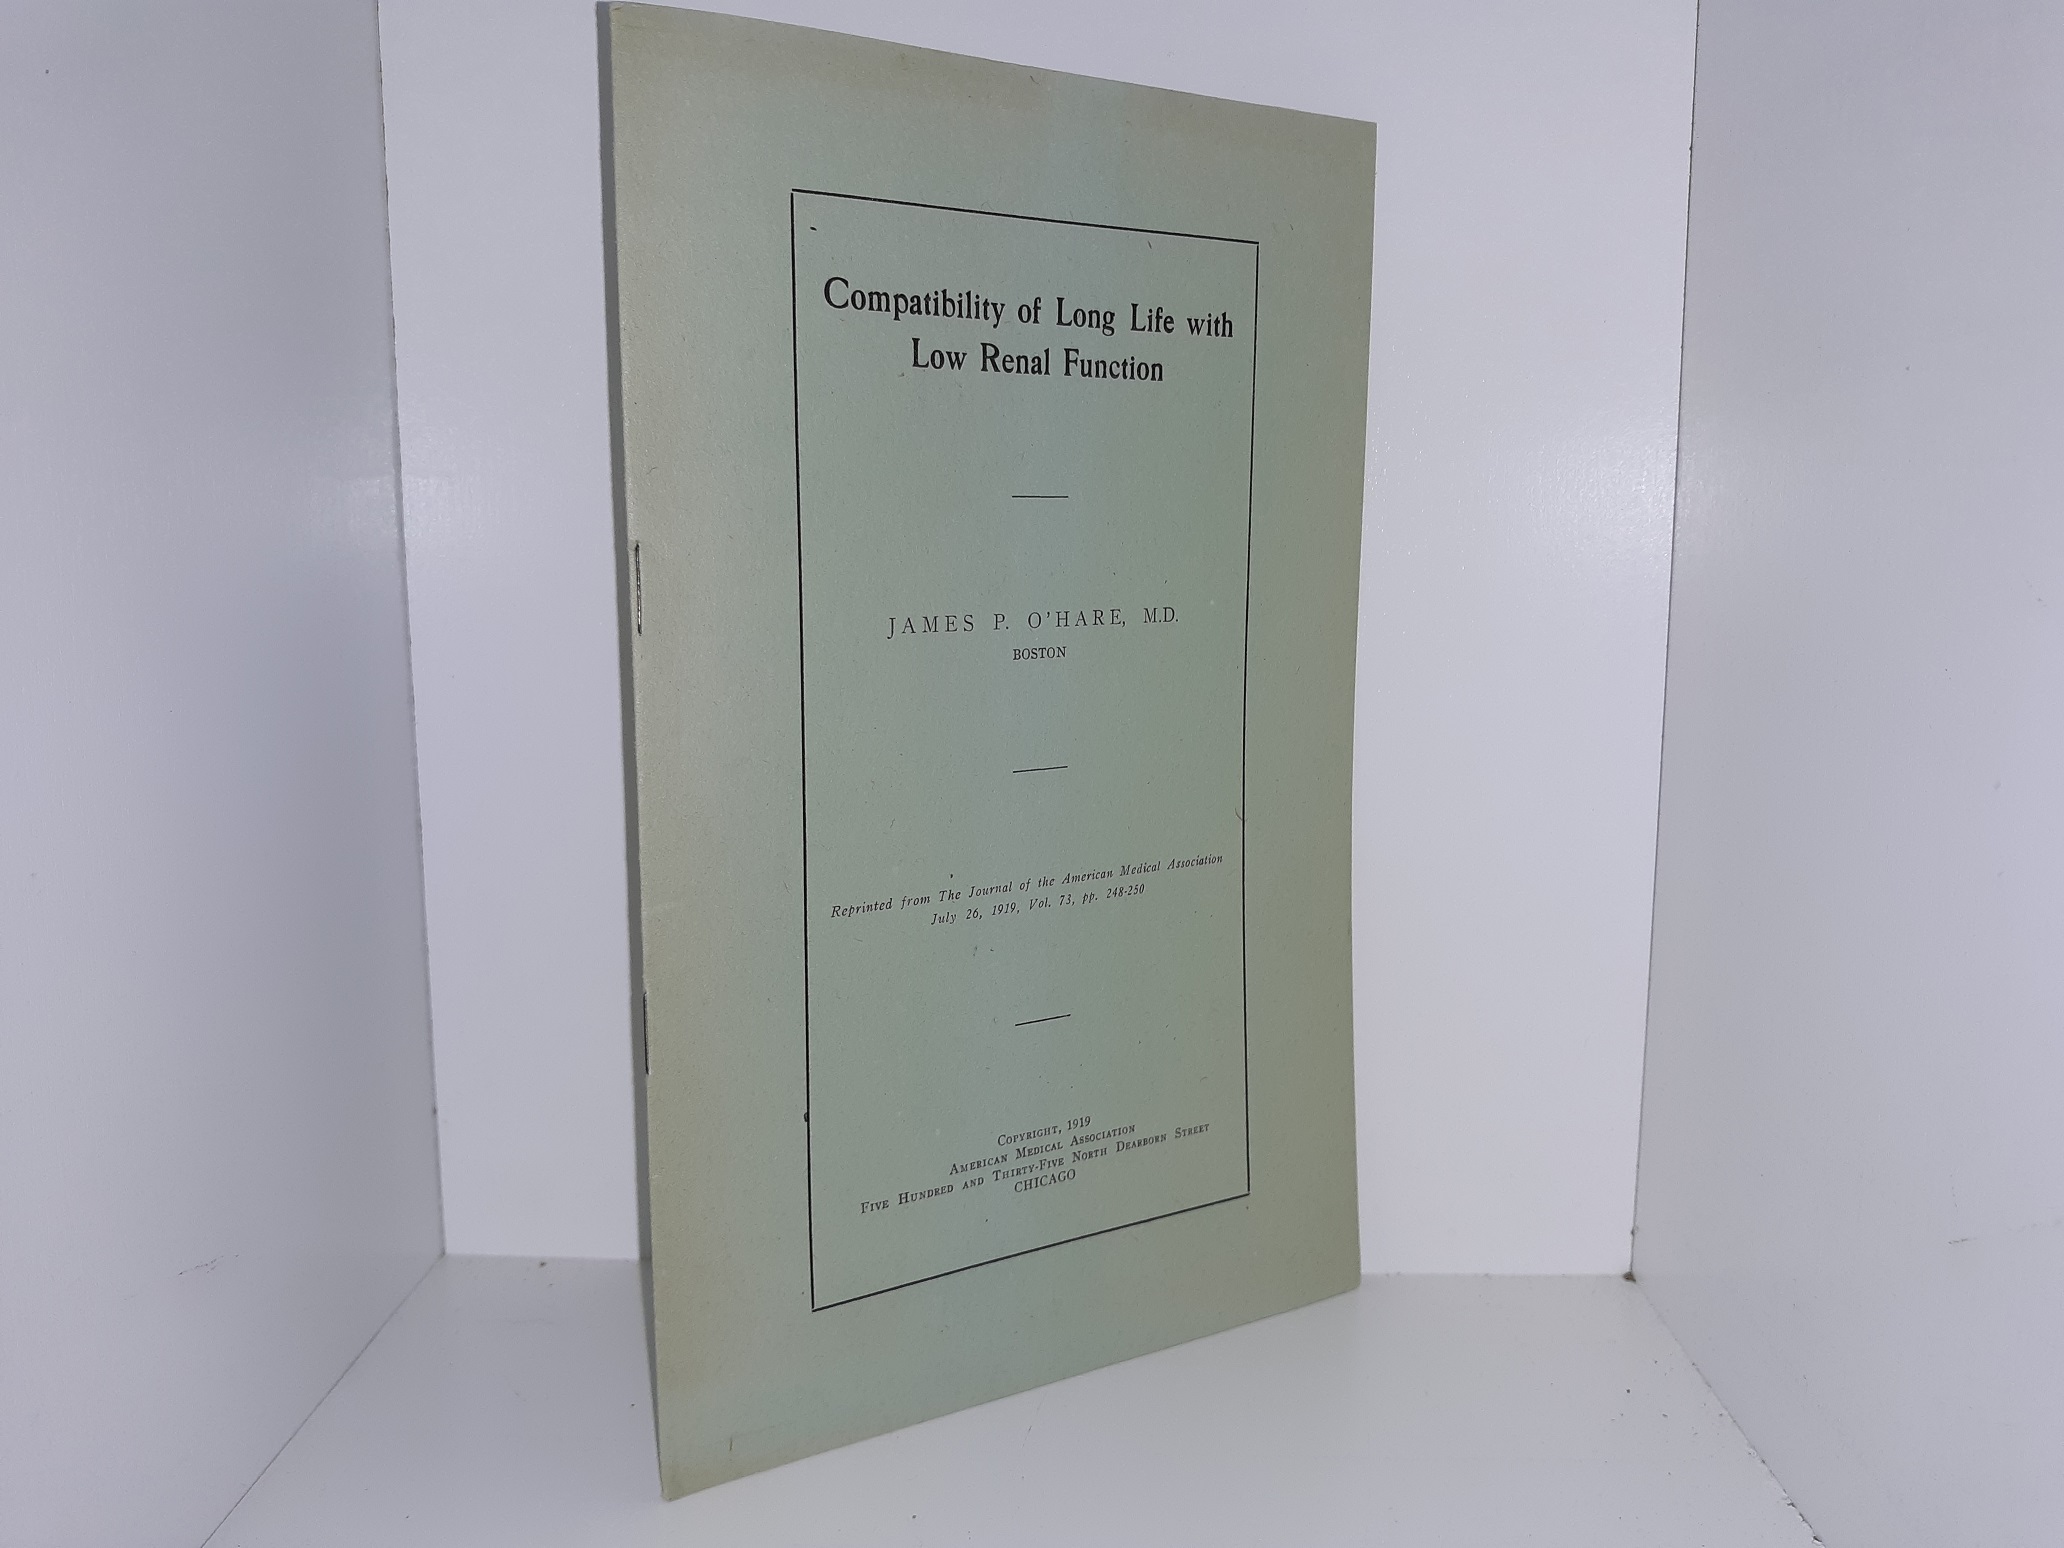 Compatibility of Long Life with
Low Renal Function
JAMES P. O'HARE, M.D.
BOSTON
Reprinted from The Journal of the American Medical Association
July 26, 1919, Vol. 73, pp. 248-250
COPYRIGHT, 1919
AMERICAN MEDICAL ASSOCIATION
FIVE HUNDRED AND THIRTY-FIVE NORTH DEARBORN STREET
CHICAGO